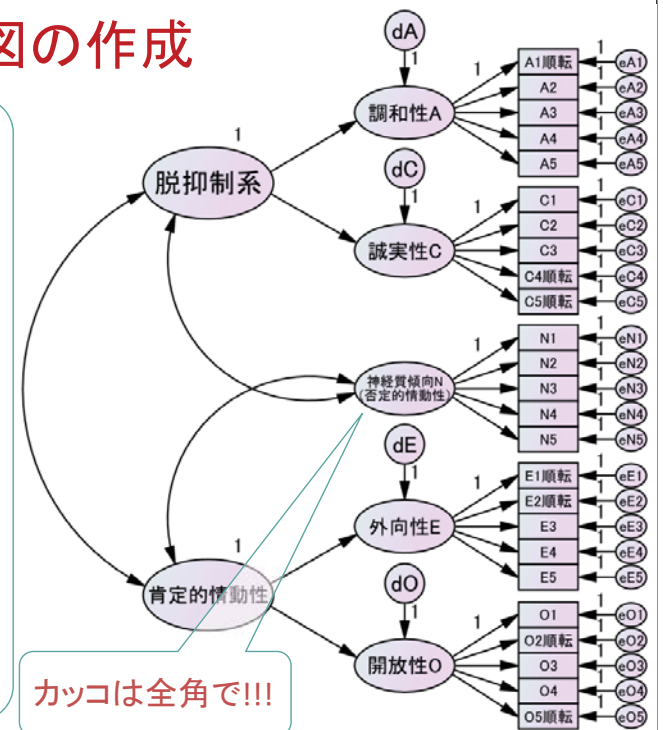 図の作成
dA
1
調和性A
1
A1順転
1
eA1
A2
1
eA2
A3
1
eA3
A4
1
eA4
A5
1
eA5
1
脱抑制系
dC
1
誠実性C
1
C1
1
eC1
C2
1
eC2
C3
1
eC3
C4順転
1
eC4
C5順転
1
eC5
神経質傾向N
(否定的情動性)
1
N1
1
eN1
N2
1
eN2
N3
1
eN3
N4
1
eN4
N5
1
eN5
dE
1
外向性E
1
E1順転
1
eE1
E2順転
1
eE2
E3
1
eE3
E4
1
eE4
E5
1
eE5
1
肯定的情動性
dO
1
開放性O
1
O1
1
eO1
O2順転
1
eO2
O3
1
eO3
O4
1
eO4
O5順転
1
eO5
カッコは全角で!!!